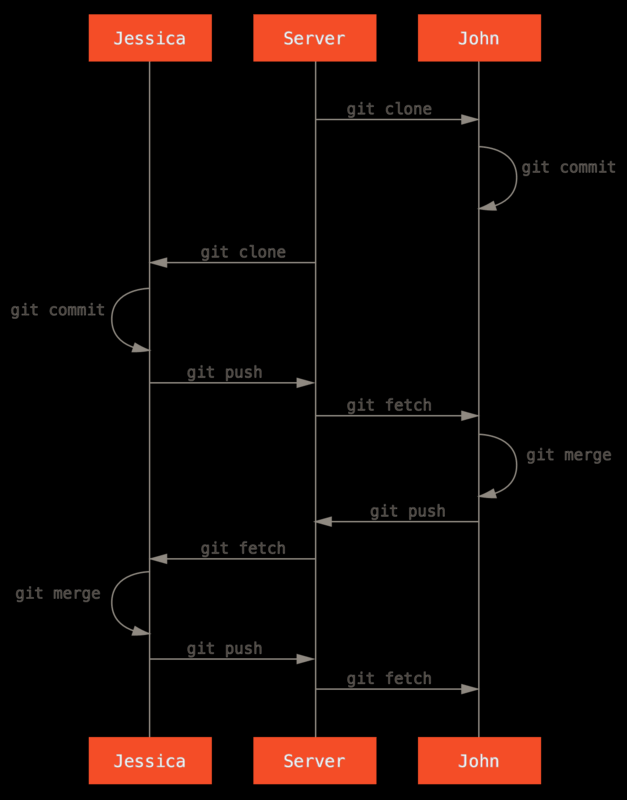 Jessica Server John
git clone
git commit
git clone
git commit
git push
git fetch
git merge
git push
git fetch
git merge
git push
git fetch
Jessica Server John